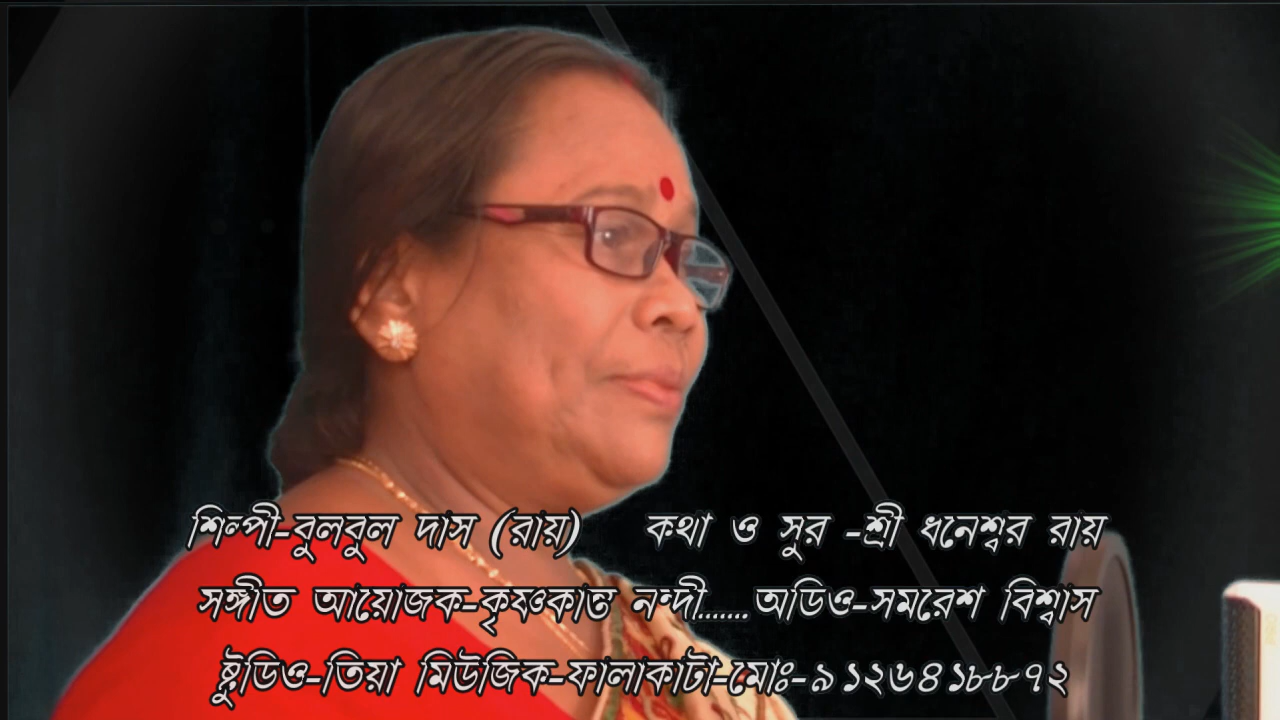 শিল্পী-বুলবুল দাস (রায়) কথা ও সুর -শ্রী ধনেশ্বর রায়
সঙ্গীত আয়োজক-কৃষ্ণকান্ত নন্দী.......অডিও-সমরেশ বিশ্বাস
ষ্টুডিও-তিয়া মিউজিক-ফালাকাটা-মোঃ-৯১২৬৪১৮৮৭২